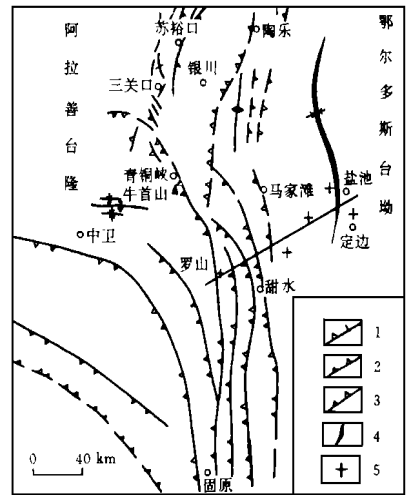 阿拉善台隆
鄂尔多斯台坳
苏裕口
陶乐
银川
三关口
青铜峡
牛首山
马家滩
盐池
定边
中卫
罗山
甜水
固原
0 40 km
1
2
3
4
5